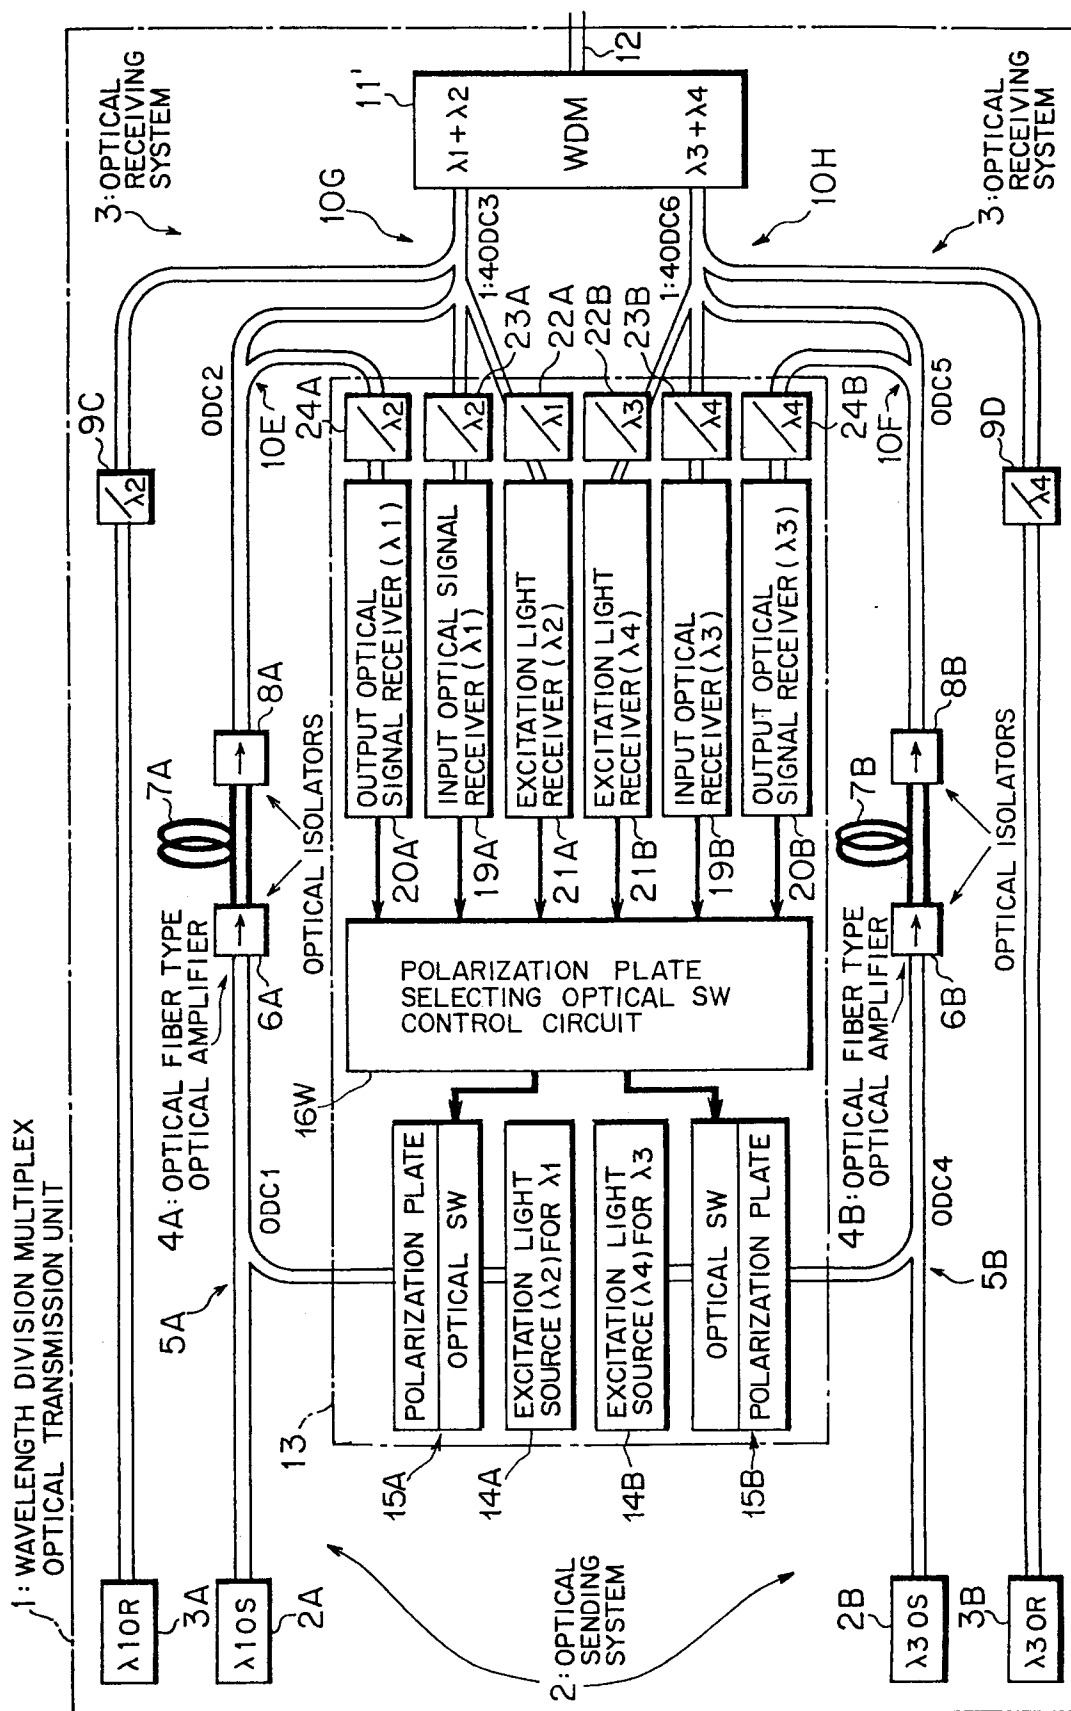 1: WAVELENGTH DIVISION MULTIPLEX
OPTICAL TRANSMISSION UNIT
3: OPTICAL
RECEIVING
SYSTEM
λ1OR
3A
9C
/λ2
λ1OS
2A
5A
ODC1
4A: OPTICAL FIBER TYPE
OPTICAL AMPLIFIER
6A
7A
8A
OPTICAL ISOLATORS
ODC2
10E
10G
11'
λ1+λ2
WDM
λ3+λ4
12
1:4ODC3
13
15A
POLARIZATION PLATE
OPTICAL SW
14A
EXCITATION LIGHT
SOURCE(λ2)FOR λ1
14B
EXCITATION LIGHT
SOURCE(λ4)FOR λ3
15B
OPTICAL SW
POLARIZATION PLATE
16W
POLARIZATION PLATE
SELECTING OPTICAL SW
CONTROL CIRCUIT
20A
OUTPUT OPTICAL
SIGNAL RECEIVER(λ1)
24A
/λ2
19A
INPUT OPTICAL SIGNAL
RECEIVER(λ1)
/λ2
23A
21A
EXCITATION LIGHT
RECEIVER(λ2)
/λ1
22A
21B
EXCITATION LIGHT
RECEIVER(λ4)
/λ3
22B
19B
INPUT OPTICAL
RECEIVER(λ3)
/λ4
23B
20B
OUTPUT OPTICAL
SIGNAL RECEIVER(λ3)
/λ4
24B
1:4ODC6
10H
2: OPTICAL
SENDING
SYSTEM
4B: OPTICAL FIBER TYPE
OPTICAL AMPLIFIER
6B
7B
8B
10F
ODC5
2B
λ3 OS
ODC4
5B
OPTICAL ISOLATORS
9D
3B
λ3OR
/λ4
3: OPTICAL
RECEIVING
SYSTEM